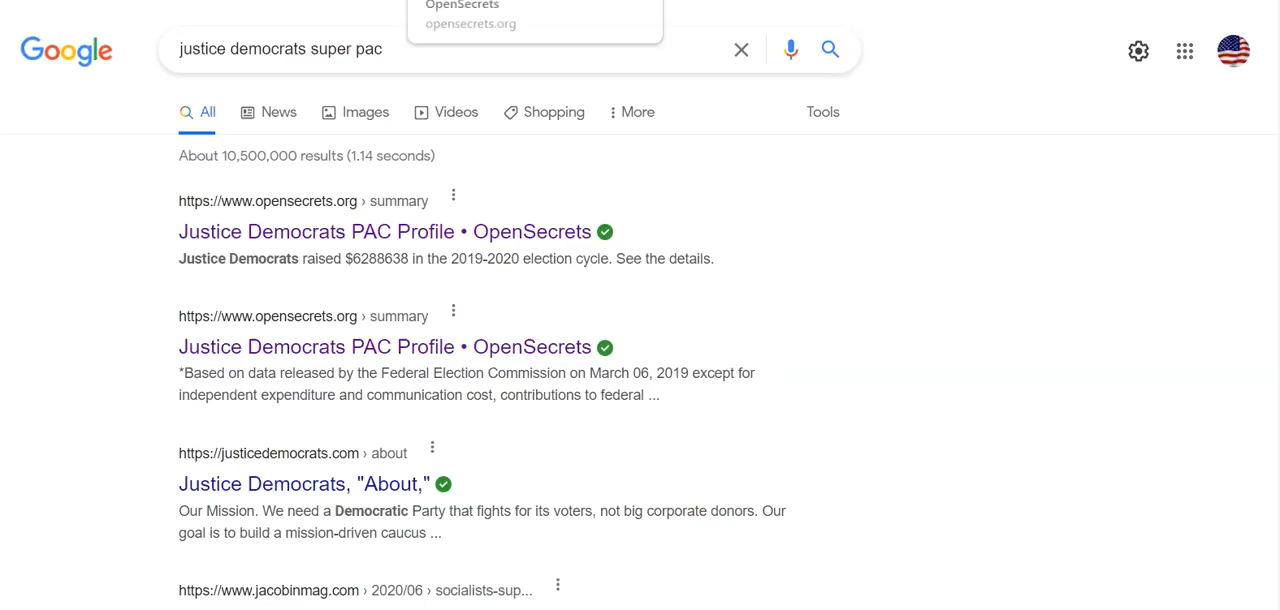 OpenSecrets
opensecrets.org
Google
justice democrats super pac
All News Images Videos Shopping More Tools
About 10,500,000 results (1.14 seconds)
https://www.opensecrets.org › summary
Justice Democrats PAC Profile • OpenSecrets
Justice Democrats raised $6288638 in the 2019-2020 election cycle. See the details.
https://www.opensecrets.org › summary
Justice Democrats PAC Profile • OpenSecrets
*Based on data released by the Federal Election Commission on March 06, 2019 except for
independent expenditure and communication cost, contributions to federal ...
https://justicedemocrats.com › about
Justice Democrats, "About,"
Our Mission. We need a Democratic Party that fights for its voters, not big corporate donors. Our
goal is to build a mission-driven caucus ...
https://www.jacobinmag.com › 2020/06 › socialists-sup...